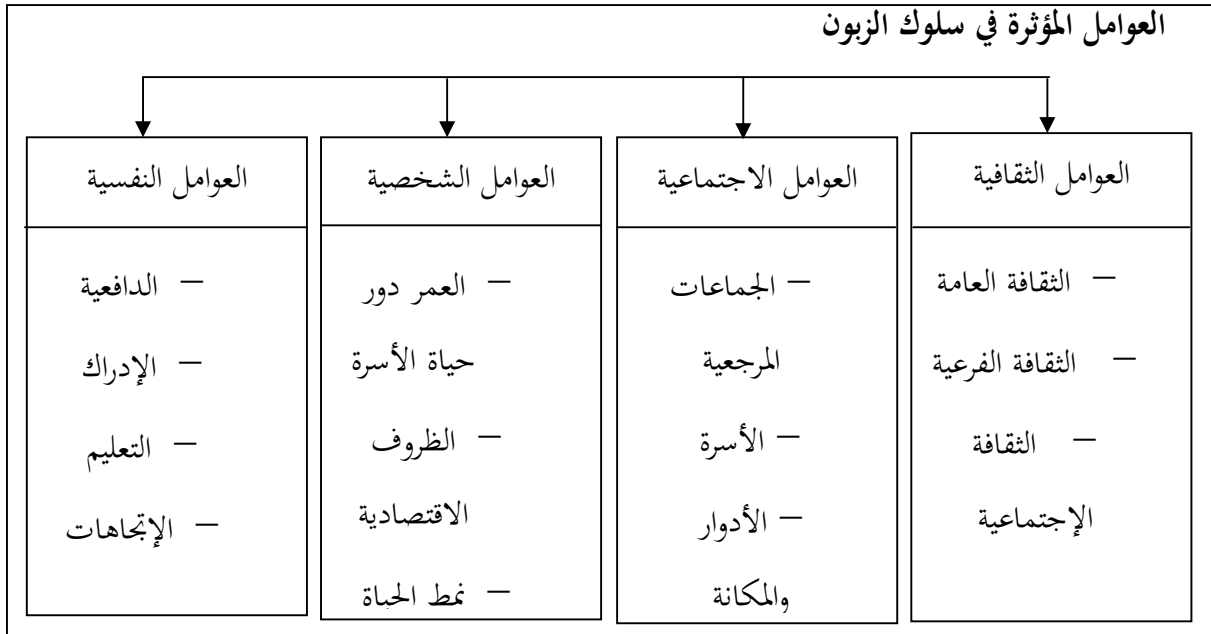 العوامل المؤثرة في سلوك الزبون
العوامل الثقافية
– الثقافة العامة
– الثقافة الفرعية
– الثقافة
الإجتماعية
العوامل الاجتماعية
– الجماعات
المرجعية
– الأسرة
– الأدوار
والمكانة
العوامل الشخصية
– العمر دور
حياة الأسرة
– الظروف
الاقتصادية
– نمط الحياة
العوامل النفسية
– الدافعية
– الإدراك
– التعليم
– الإتجاهات